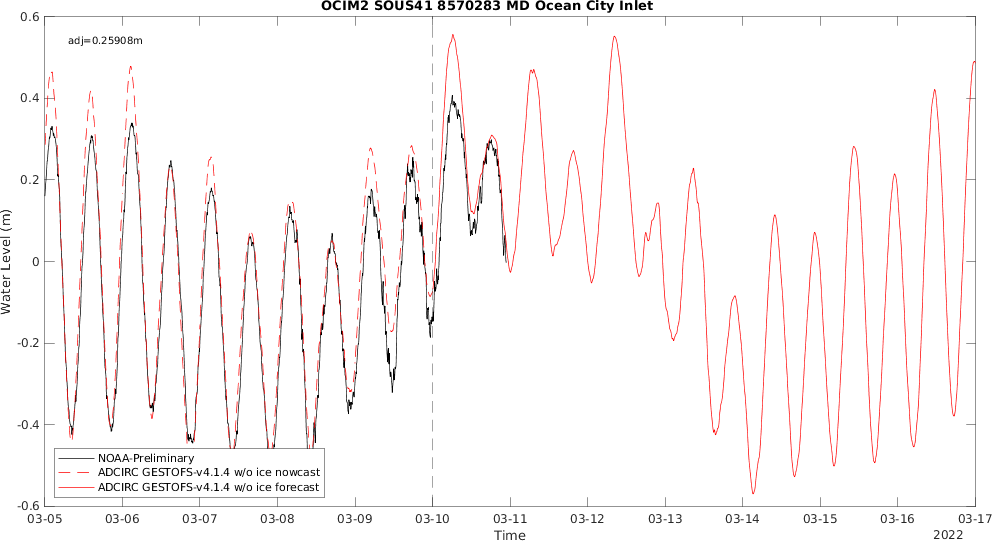 OCIM2 SOUS41 8570283 MD Ocean City Inlet
adj=0.25908m
Water Level (m)
0.6
0.4
0.2
0
-0.2
-0.4
-0.6
NOAA-Preliminary
ADCIRC GESTOFS-v4.1.4 w/o ice nowcast
ADCIRC GESTOFS-v4.1.4 w/o ice forecast
03-05 03-06 03-07 03-08 03-09 03-10 03-11 03-12 03-13 03-14 03-15 03-16 03-17
Time
2022